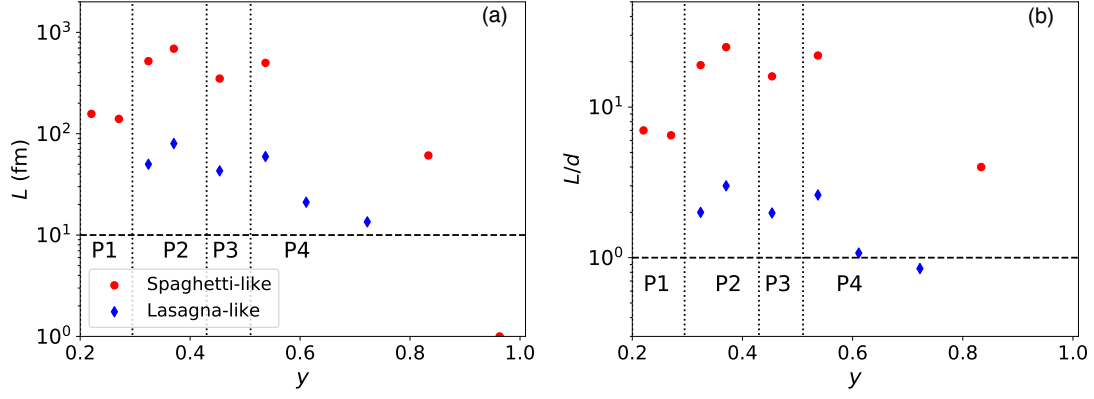 (a)
10³
10²
10¹
10⁰
L (fm)
P1 P2 P3 P4
Spaghetti-like
Lasagna-like
0.2 0.4 0.6 0.8 1.0
y
(b)
10¹
10⁰
L/d
P1 P2 P3 P4
0.2 0.4 0.6 0.8 1.0
y